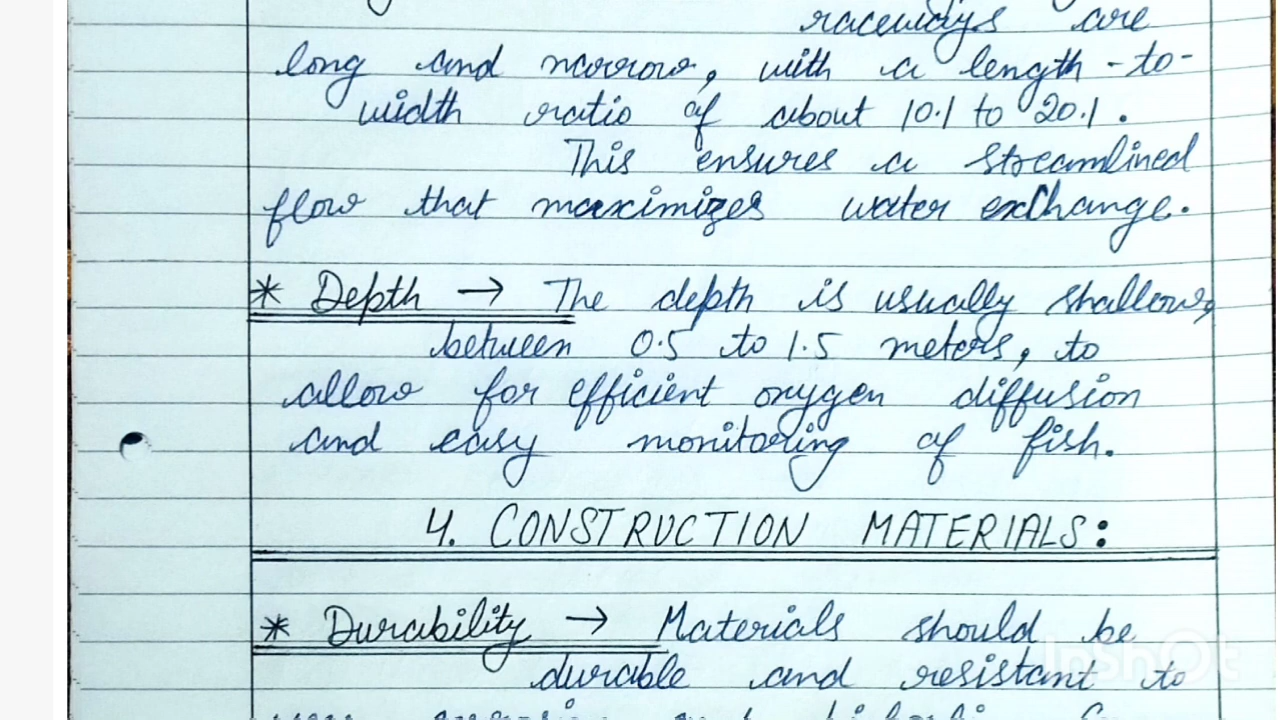 raceways are
long and narrow, with a length-to-
width ratio of about 10.1 to 20.1.
This ensures a streamlined
flow that maximizes water exchange.
* Depth → The depth is usually shallow,
between 0.5 to 1.5 meters, to
allow for efficient oxygen diffusion
and easy monitoring of fish.
4. CONSTRUCTION MATERIALS:
* Durability → Materials should be
durable and resistant to
InShOt